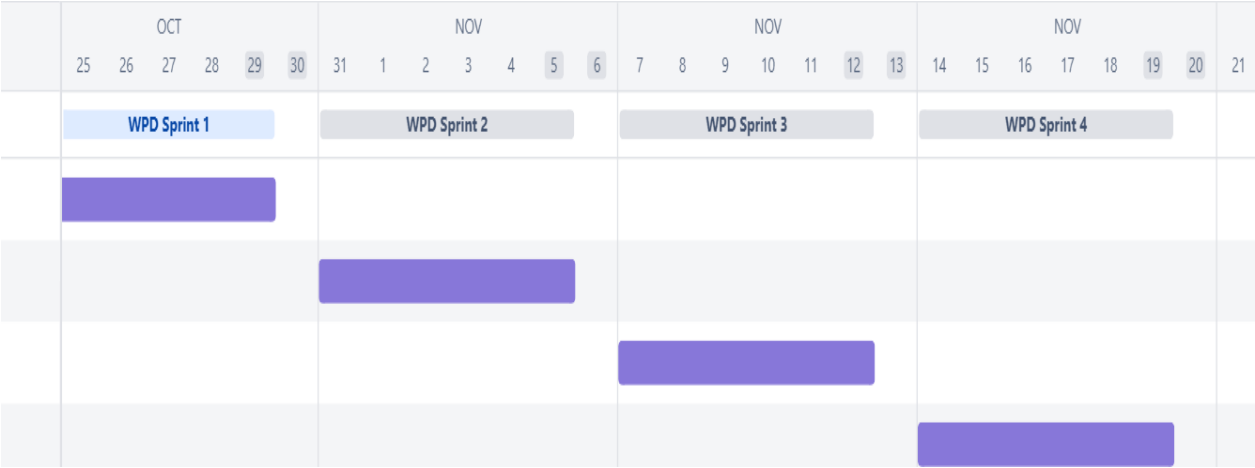 OCT NOV NOV NOV
25 26 27 28 29 30 31 1 2 3 4 5 6 7 8 9 10 11 12 13 14 15 16 17 18 19 20 21
WPD Sprint 1 WPD Sprint 2 WPD Sprint 3 WPD Sprint 4